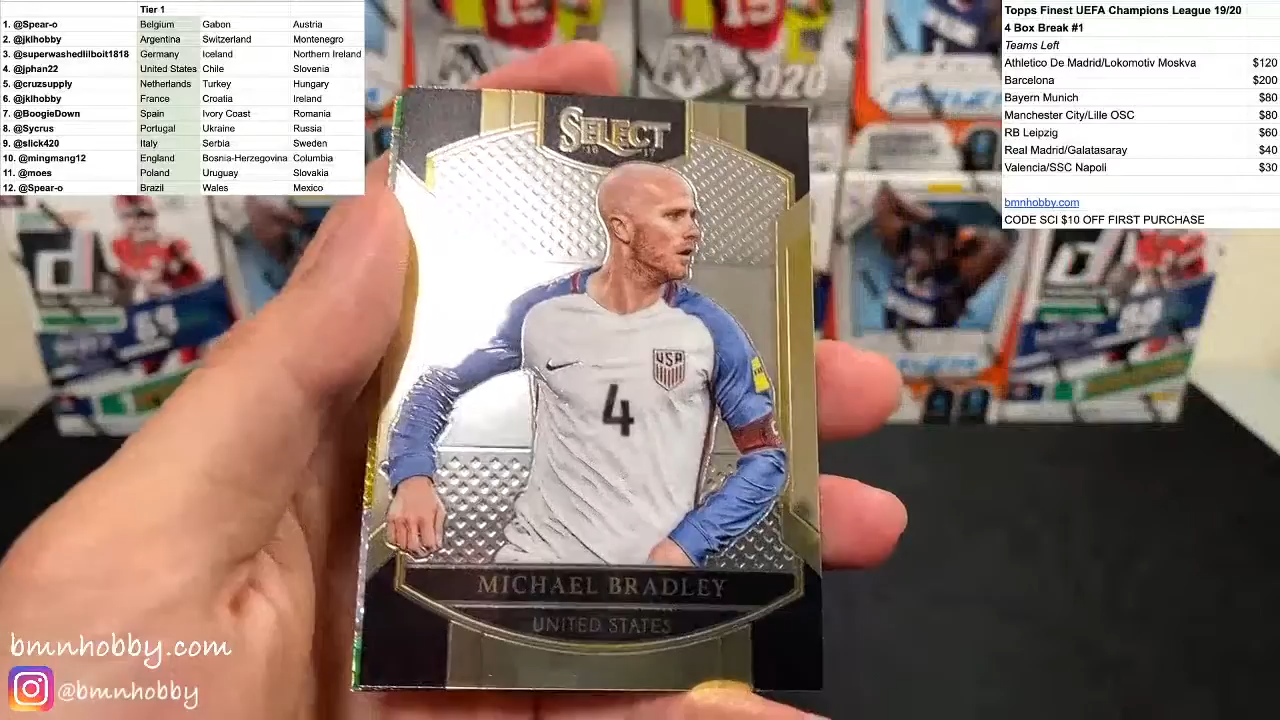 Tier 1
1. @Spear-o Belgium Gabon Austria
2. @jklhobby Argentina Switzerland Montenegro
3. @juperwashedlilboit1818 Germany Iceland Northern Ireland
4. @jphan22 United States Chile Slovenia
5. @cruzsupply Netherlands Turkey Hungary
6. @jklhobby France Croatia Ireland
7. @BoogieDown Spain Ivory Coast Romania
8. @Sycrus Portugal Ukraine Russia
9. @slick420 Italy Serbia Sweden
10. @mingmang12 England Bosnia-Herzegovina Columbia
11. @moes Poland Uruguay Slovakia
12. @Spear-o Brazil Wales Mexico
Topps Finest UEFA Champions League 19/20
4 Box Break #1
Teams Left
Athletico De Madrid/Lokomotiv Moskva $120
Barcelona $200
Bayern Munich $80
Manchester City/Lille OSC $80
RB Leipzig $60
Real Madrid/Galatasaray $40
Valencia/SSC Napoli $30
bmnhobby.com
CODE SCI $10 OFF FIRST PURCHASE
2020
SELECT
16 17
USA
4
MICHAEL BRADLEY
UNITED STATES
bmnhobby.com
@bmnhobby